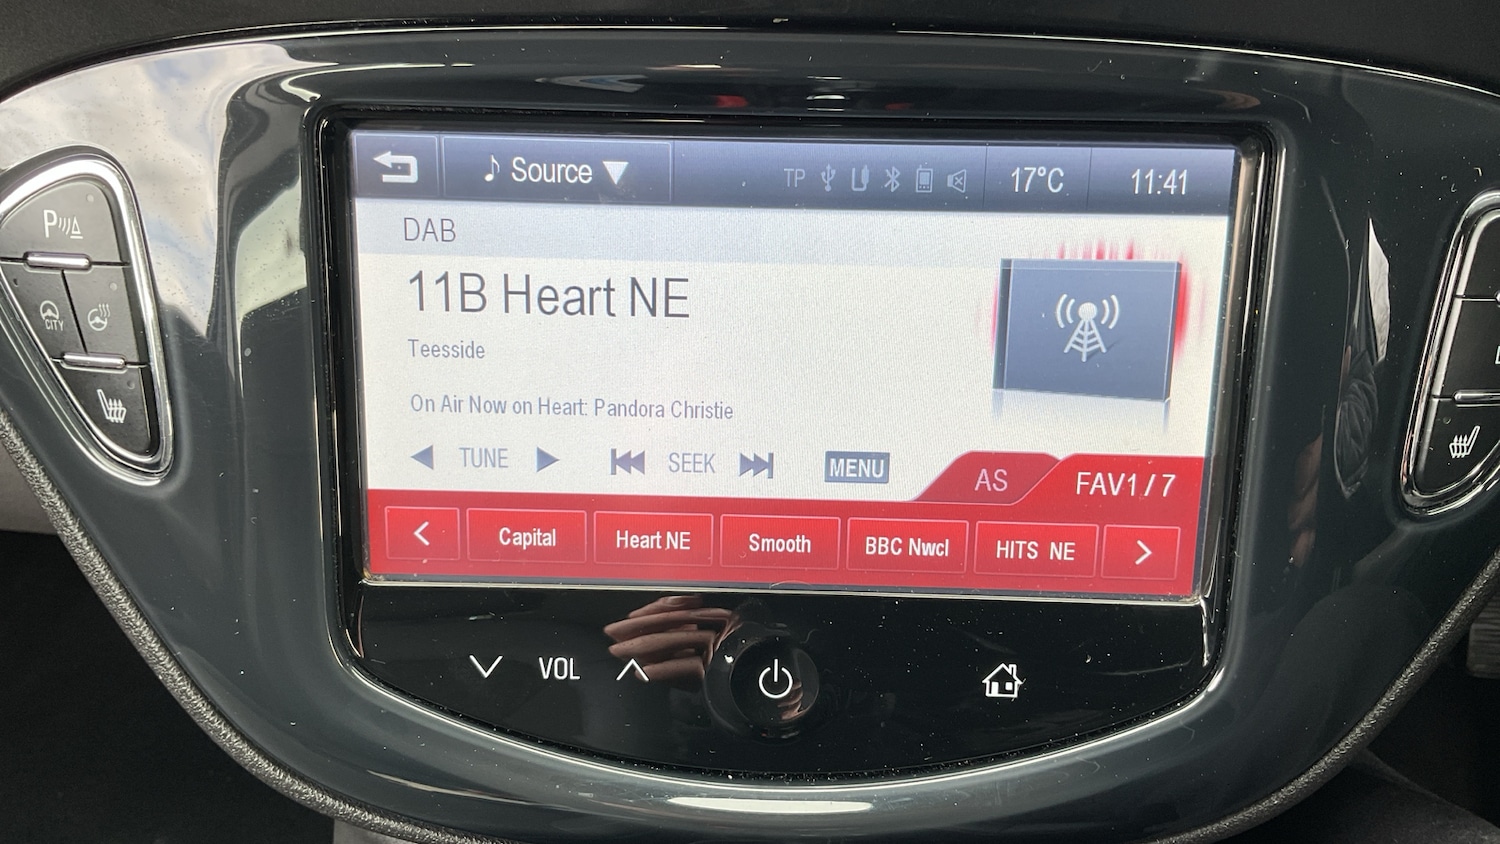 Source
TP
17°C
11:41
DAB
11B Heart NE
Teesside
On Air Now on Heart: Pandora Christie
TUNE
SEEK
MENU
AS
FAV1/7
Capital
Heart NE
Smooth
BBC Nwcl
HITS NE
VOL
P
CITY